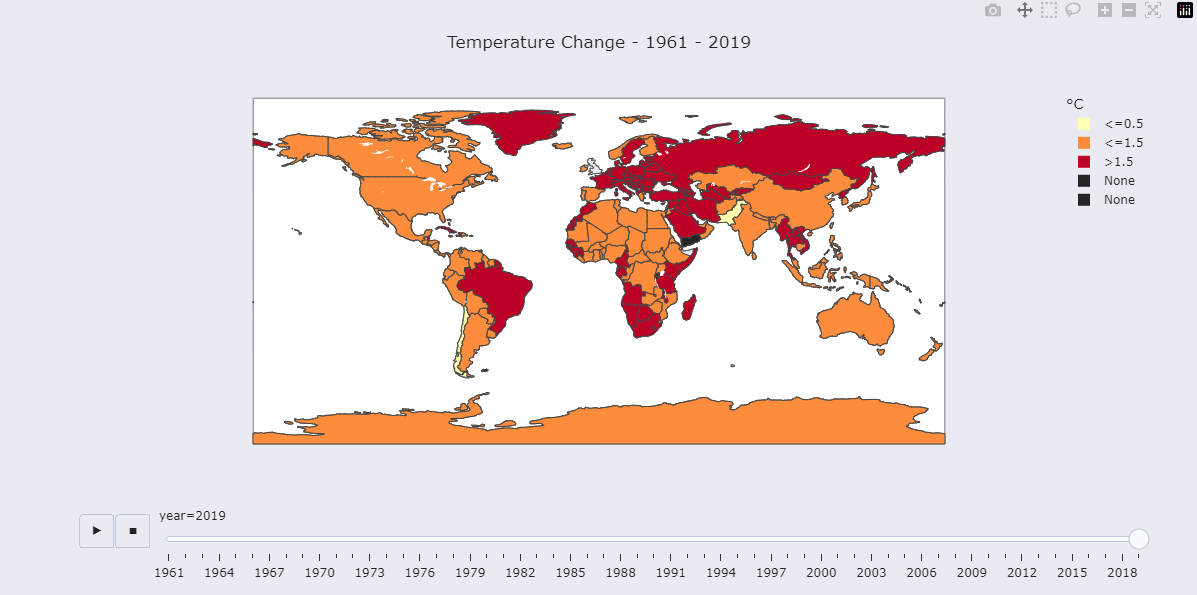 Temperature Change - 1961 - 2019
°C
<=0.5
<=1.5
>1.5
None
None
year=2019
1961 1964 1967 1970 1973 1976 1979 1982 1985 1988 1991 1994 1997 2000 2003 2006 2009 2012 2015 2018